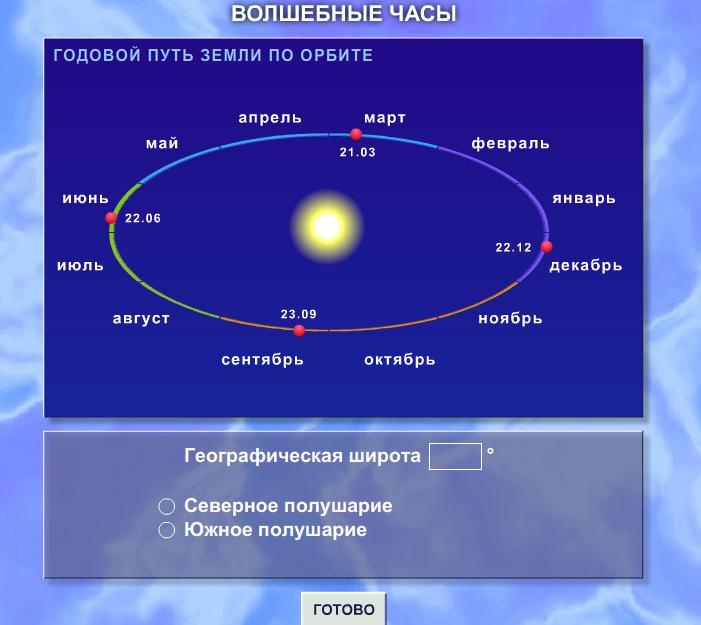 ВОЛШЕБНЫЕ ЧАСЫ
ГОДОВОЙ ПУТЬ ЗЕМЛИ ПО ОРБИТЕ
апрель март
май февраль
21.03
июнь январь
22.06
22.12
июль декабрь
август ноябрь
23.09
сентябрь октябрь
Географическая широта °
Северное полушарие
Южное полушарие
ГОТОВО